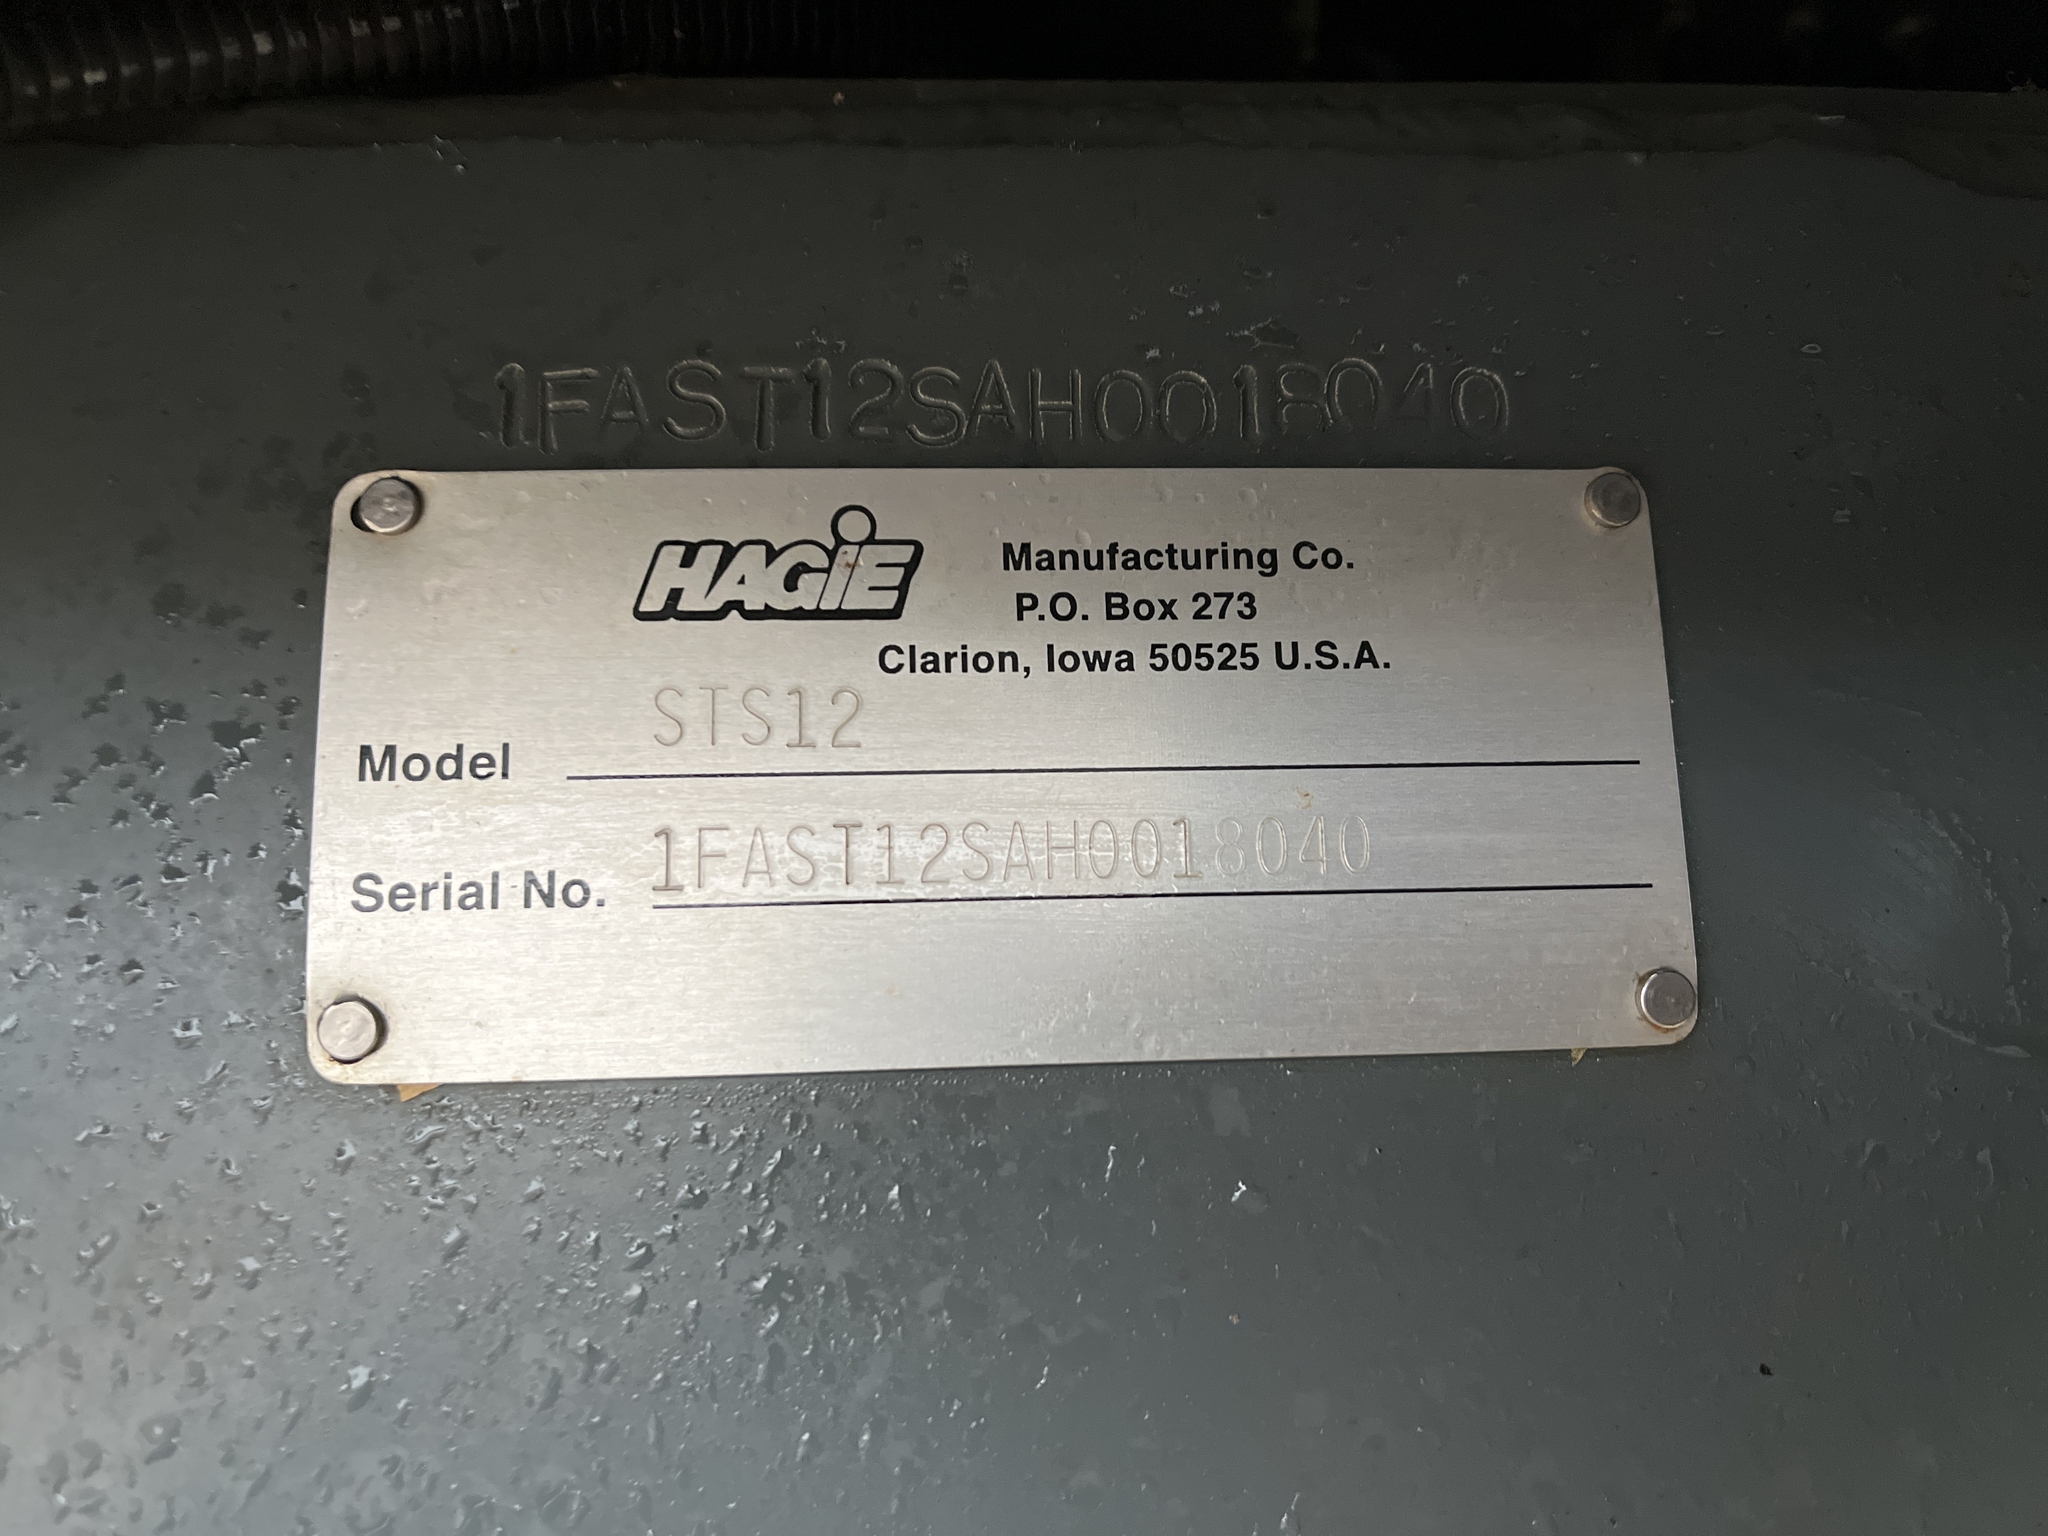 1FAST12SAH0018040
HAGiE
Manufacturing Co.
P.O. Box 273
Clarion, Iowa 50525 U.S.A.
Model STS12
Serial No. 1FAST12SAH0018040